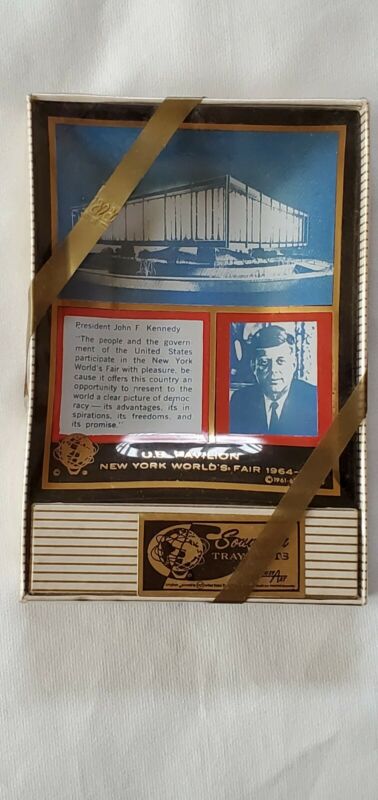 President John F. Kennedy
"The people and the govern-
ment of the United States
participate in the New York
World's Fair with pleasure, be
cause it offers this country an
opportunity to present to the
world a clear picture of democ
racy — its advantages, its in
spirations, its freedoms, and
its promise."
U.S. PAVILION
NEW YORK WORLD'S FAIR 1964-
©1961
Souvenir